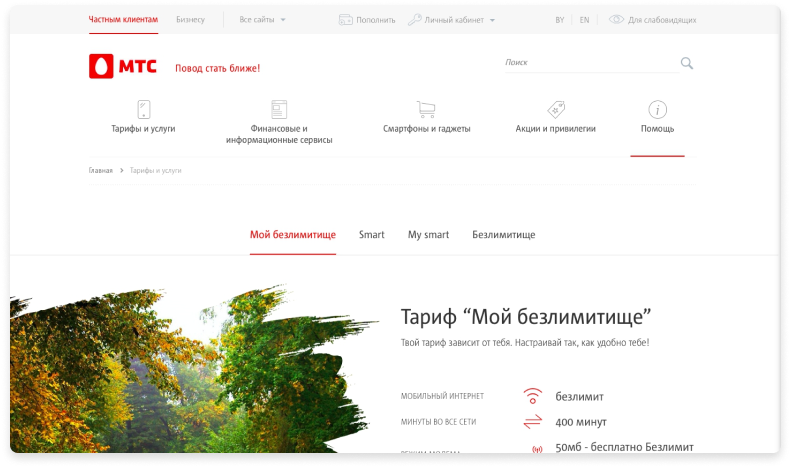 Частным клиентам Бизнесу Все сайты Пополнить Личный кабинет BY EN Для слабовидящих
МТС Повод стать ближе! Поиск
Тарифы и услуги
Финансовые и
информационные сервисы
Смартфоны и гаджеты
Акции и привилегии
Помощь
Главная Тарифы и услуги
Мой безлимитище Smart My smart Безлимитище
Тариф “Мой безлимитище”
Твой тариф зависит от тебя. Настраивай так, как удобно тебе!
МОБИЛЬНЫЙ ИНТЕРНЕТ безлимит
МИНУТЫ ВО ВСЕ СЕТИ 400 минут
РЕЖИМ МОДЕМА 50мб - бесплатно Безлимит